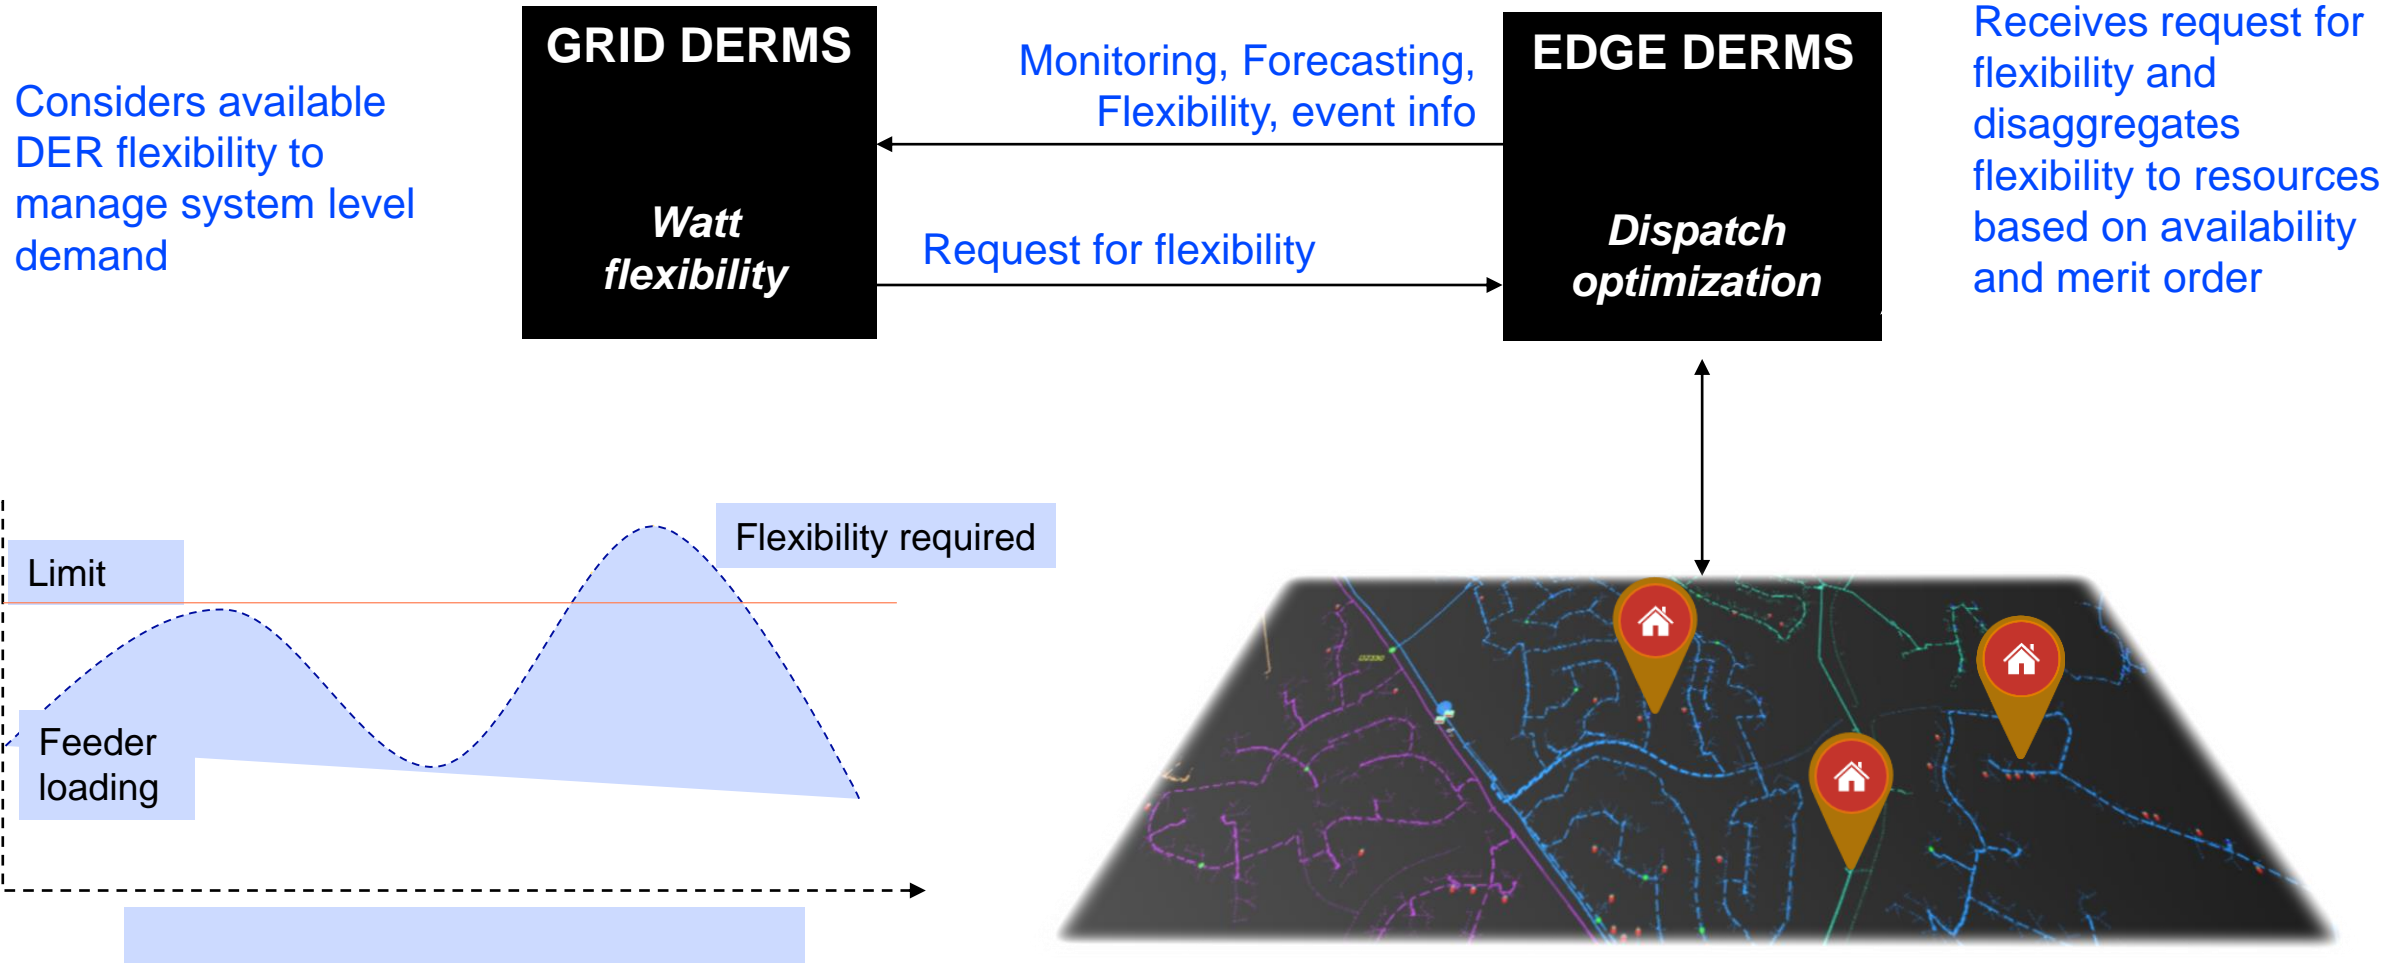 Considers available
DER flexibility to
manage system level
demand
GRID DERMS
Watt
flexibility
Monitoring, Forecasting,
Flexibility, event info
Request for flexibility
EDGE DERMS
Dispatch
optimization
Receives request for
flexibility and
disaggregates
flexibility to resources
based on availability
and merit order
Flexibility required
Limit
Feeder
loading